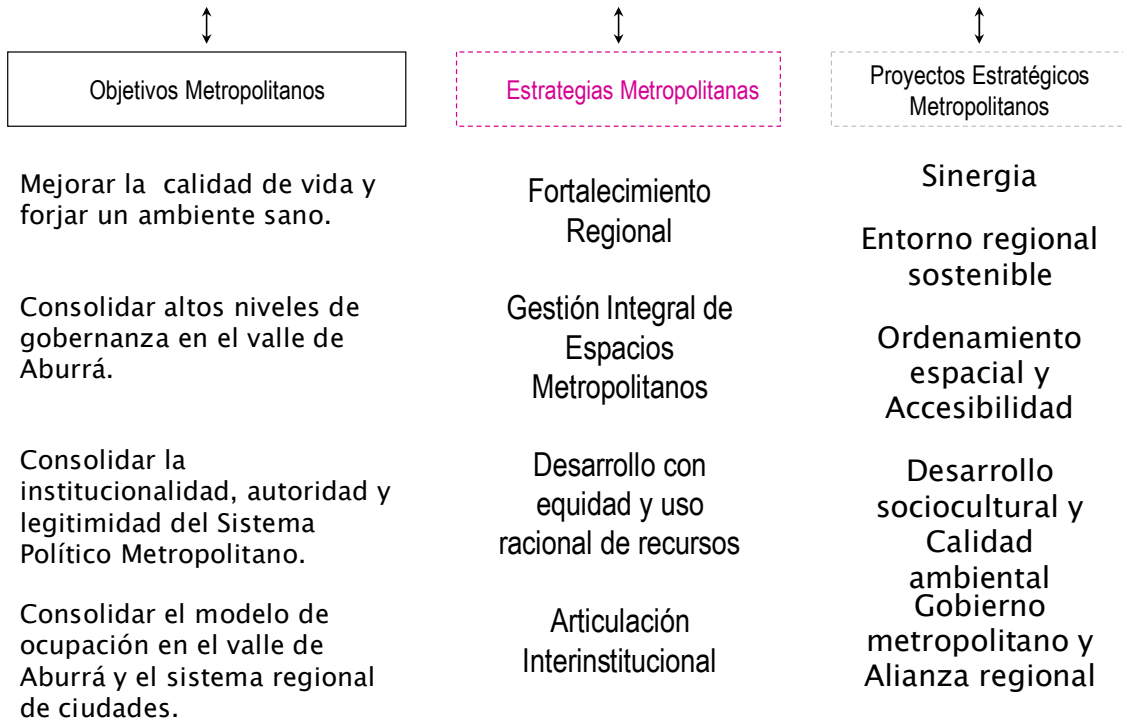 Objetivos Metropolitanos
Mejorar la calidad de vida y
forjar un ambiente sano.
Consolidar altos niveles de
gobernanza en el valle de
Aburrá.
Consolidar la
institucionalidad, autoridad y
legitimidad del Sistema
Político Metropolitano.
Consolidar el modelo de
ocupación en el valle de
Aburrá y el sistema regional
de ciudades.
Estrategias Metropolitanas
Fortalecimiento
Regional
Gestión Integral de
Espacios
Metropolitanos
Desarrollo con
equidad y uso
racional de recursos
Articulación
Interinstitucional
Proyectos Estratégicos
Metropolitanos
Sinergia
Entorno regional
sostenible
Ordenamiento
espacial y
Accesibilidad
Desarrollo
sociocultural y
Calidad
ambiental
Gobierno
metropolitano y
Alianza regional